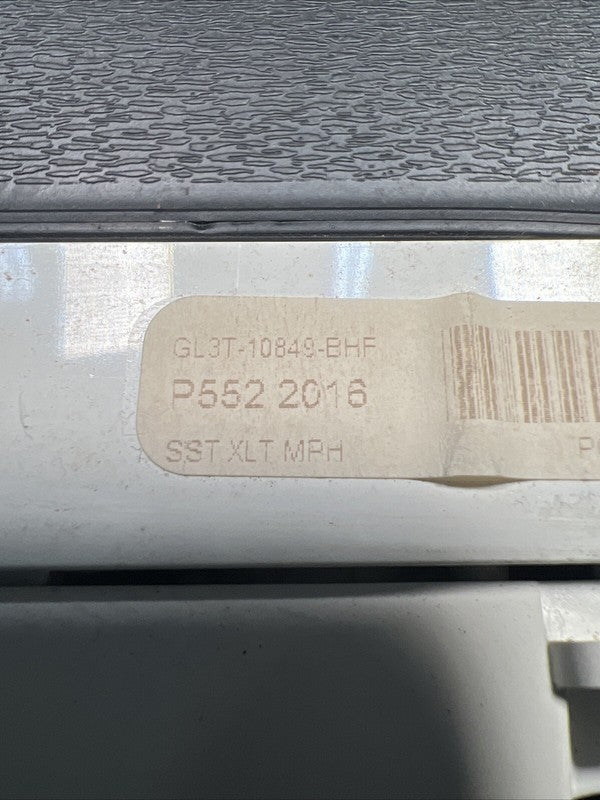 GL3T-10849-BHF
P552 2016
SST XLT MPH